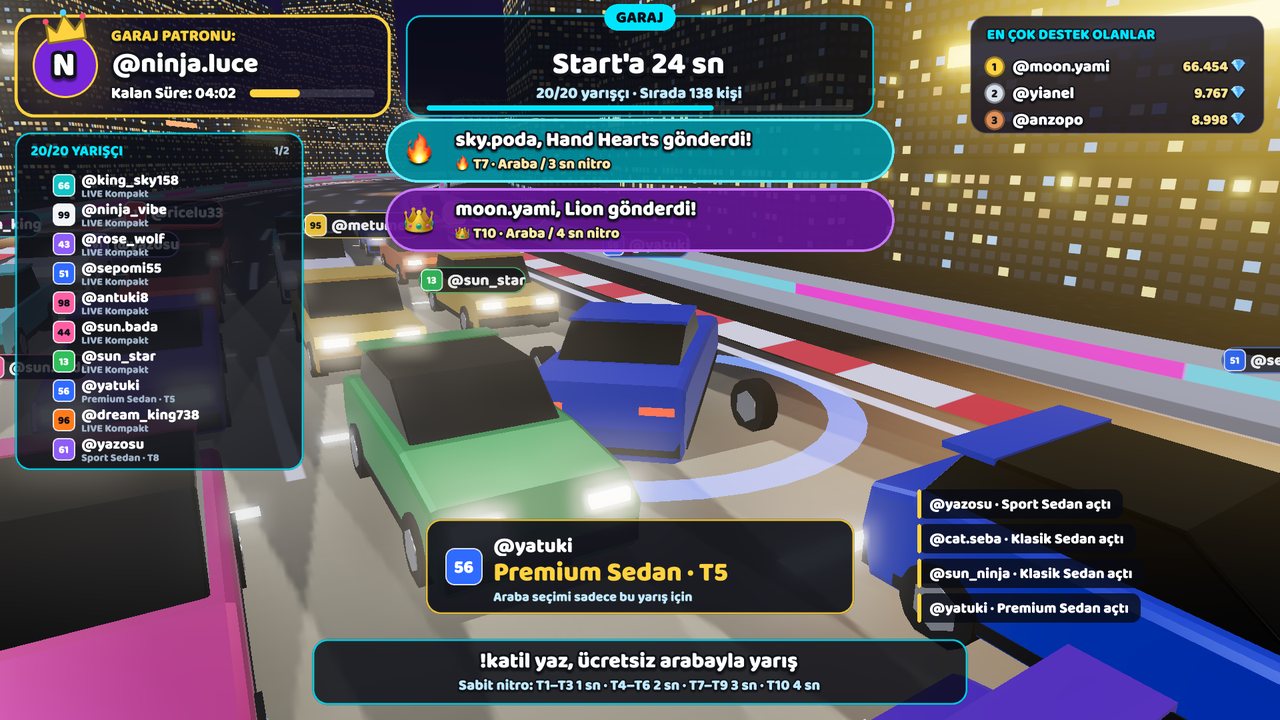 GARAJ PATRONU:
N
@ninja.luce
Kalan Süre: 04:02
GARAJ
Start'a 24 sn
20/20 yarışçı · Sırada 138 kişi
EN ÇOK DESTEK OLANLAR
1 @moon.yami 66.454
2 @yianel 9.767
3 @anzopo 8.998
sky.poda, Hand Hearts gönderdi!
T7 · Araba / 3 sn nitro
moon.yami, Lion gönderdi!
T10 · Araba / 4 sn nitro
20/20 YARIŞÇI 1/2
66 @king_sky158
LIVE Kompakt
99 @ninja_vibe
LIVE Kompakt
43 @rose_wolf
LIVE Kompakt
51 @sepomi55
LIVE Kompakt
98 @antuki8
LIVE Kompakt
44 @sun.bada
LIVE Kompakt
13 @sun_star
LIVE Kompakt
56 @yatuki
Premium Sedan · T5
96 @dream_king738
LIVE Kompakt
61 @yazosu
Sport Sedan · T8
95 @metu
13 @sun_star
51 @se
@yazosu · Sport Sedan açtı
@cat.seba · Klasik Sedan açtı
@sun_ninja · Klasik Sedan açtı
@yatuki · Premium Sedan açtı
56
@yatuki
Premium Sedan · T5
Araba seçimi sadece bu yarış için
!katil yaz, ücretsiz arabayla yarış
Sabit nitro: T1–T3 1 sn · T4–T6 2 sn · T7–T9 3 sn · T10 4 sn